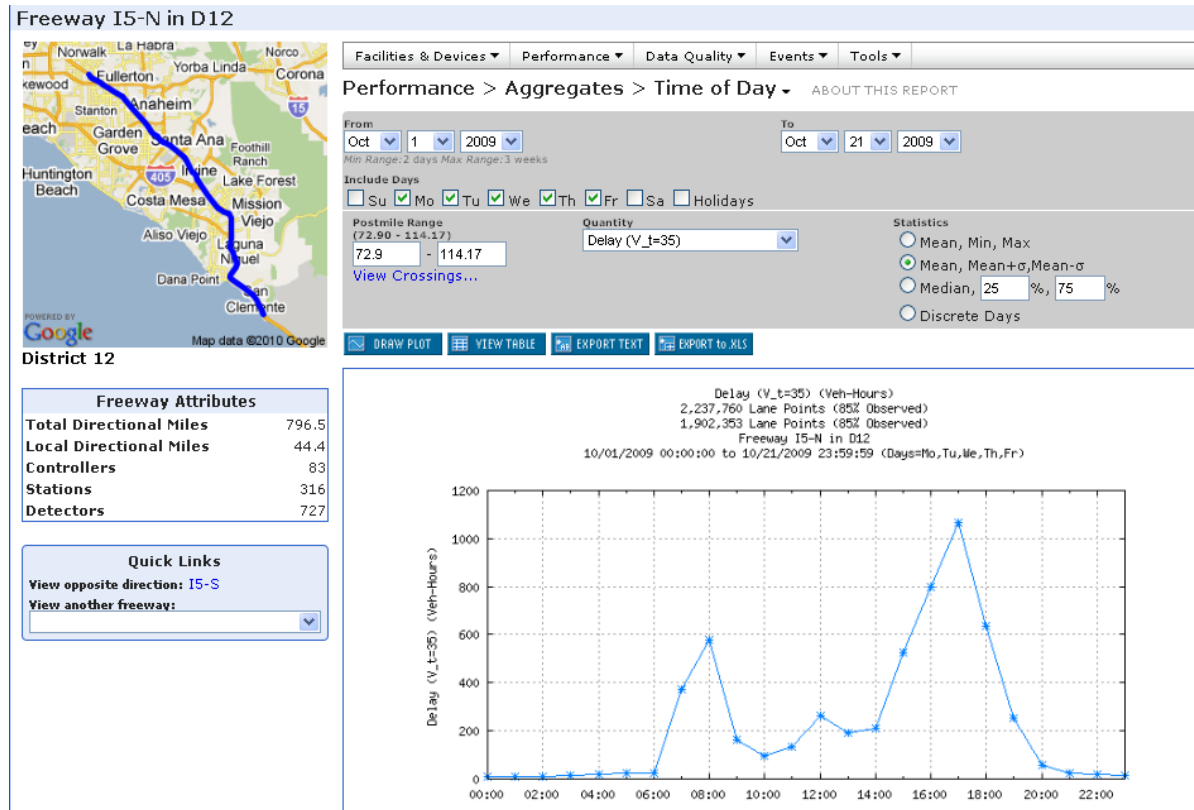 Freeway I5-N in D12
ey
Norwalk
La Habra
Norco
n
kewood
Fullerton
Yorba Linda
Corona
Anaheim
Stanton
15
each
Garden Grove
Santa Ana
Foothill Ranch
Huntington Beach
405
Irvine
Lake Forest
Costa Mesa
Mission Viejo
Aliso Viejo
Laguna Niguel
Dana Point
San Clemente
POWERED BY
Google
Map data ©2010 Google
District 12
Freeway Attributes
Total Directional Miles 796.5
Local Directional Miles 44.4
Controllers 83
Stations 316
Detectors 727
Quick Links
View opposite direction: I5-S
View another freeway:
Facilities & Devices Performance Data Quality Events Tools
Performance > Aggregates > Time of Day ABOUT THIS REPORT
From To
Oct 1 2009 Oct 21 2009
Min Range:2 days Max Range:3 weeks
Include Days
Su Mo Tu We Th Fr Sa Holidays
Postmile Range
(72.90 - 114.17)
72.9 - 114.17
View Crossings...
Quantity
Delay (V_t=35)
Statistics
Mean, Min, Max
Mean, Mean+σ,Mean-σ
Median, 25 %, 75 %
Discrete Days
DRAW PLOT VIEW TABLE EXPORT TEXT EXPORT to .XLS
Delay (V_t=35) (Veh-Hours)
2,237,760 Lane Points (85% Observed)
1,902,353 Lane Points (85% Observed)
Freeway I5-N in D12
10/01/2009 00:00:00 to 10/21/2009 23:59:59 (Days=Mo,Tu,We,Th,Fr)
Delay (V_t=35) (Veh-Hours)
1200
1000
800
600
400
200
0
00:00 02:00 04:00 06:00 08:00 10:00 12:00 14:00 16:00 18:00 20:00 22:00